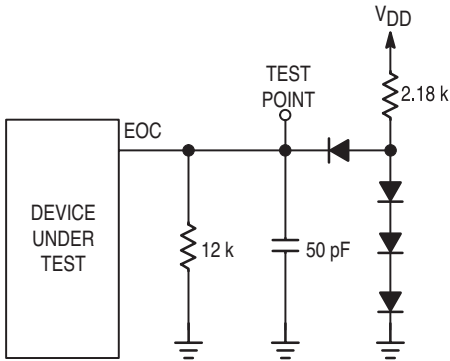 VDD
TEST
POINT
2.18 k
EOC
DEVICE
UNDER
TEST
12 k
50 pF